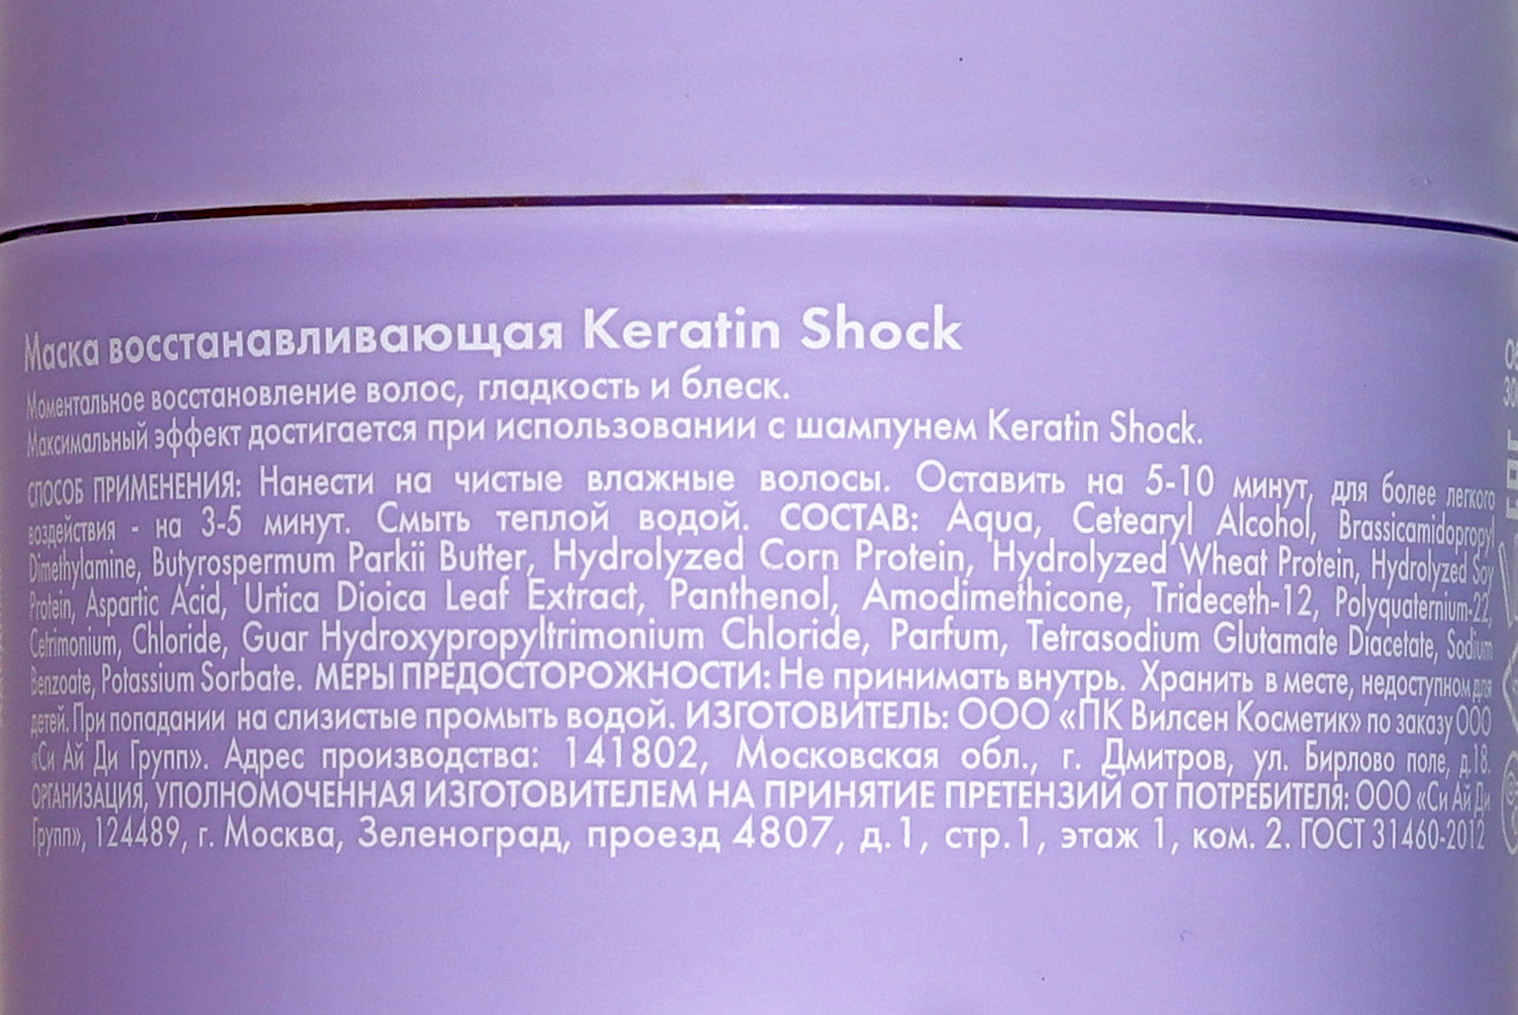 Маска восстанавливающая Keratin Shock
Моментальное восстановление волос, гладкость и блеск.
Максимальный эффект достигается при использовании с шампунем Keratin Shock.
СПОСОБ ПРИМЕНЕНИЯ: Нанести на чистые влажные волосы. Оставить на 5-10 минут, для более легкого
воздействия - на 3-5 минут. Смыть теплой водой. СОСТАВ: Aqua, Cetearyl Alcohol, Brassicamidopropyl
Dimethylamine, Butyrospermum Parkii Butter, Hydrolyzed Corn Protein, Hydrolyzed Wheat Protein, Hydrolyzed Soy
Protein, Aspartic Acid, Urtica Dioica Leaf Extract, Panthenol, Amodimethicone, Trideceth-12, Polyquaternium-22,
Cetrimonium, Chloride, Guar Hydroxypropyltrimonium Chloride, Parfum, Tetrasodium Glutamate Diacetate, Sodium
Benzoate, Potassium Sorbate. МЕРЫ ПРЕДОСТОРОЖНОСТИ: Не принимать внутрь. Хранить в месте, недоступном для
детей. При попадании на слизистые промыть водой. ИЗГОТОВИТЕЛЬ: ООО «ПК Вилсен Косметик» по заказу ООО
«Си Ай Ди Групп». Адрес производства: 141802, Московская обл., г. Дмитров, ул. Бирлово поле, д.18.
ОРГАНИЗАЦИЯ, УПОЛНОМОЧЕННАЯ ИЗГОТОВИТЕЛЕМ НА ПРИНЯТИЕ ПРЕТЕНЗИЙ ОТ ПОТРЕБИТЕЛЯ: ООО «Си Ай Ди
Групп», 124489, г. Москва, Зеленоград, проезд 4807, д.1, стр.1, этаж 1, ком. 2. ГОСТ 31460-2012